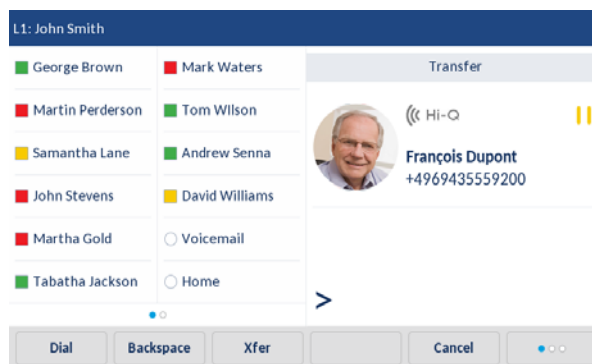 L1: John Smith
George Brown
Mark Waters
Martin Perderson
Tom WIlson
Samantha Lane
Andrew Senna
John Stevens
David Williams
Martha Gold
Voicemail
Tabatha Jackson
Home
Transfer
Hi-Q
François Dupont
+4969435559200
>
Dial
Backspace
Xfer
Cancel